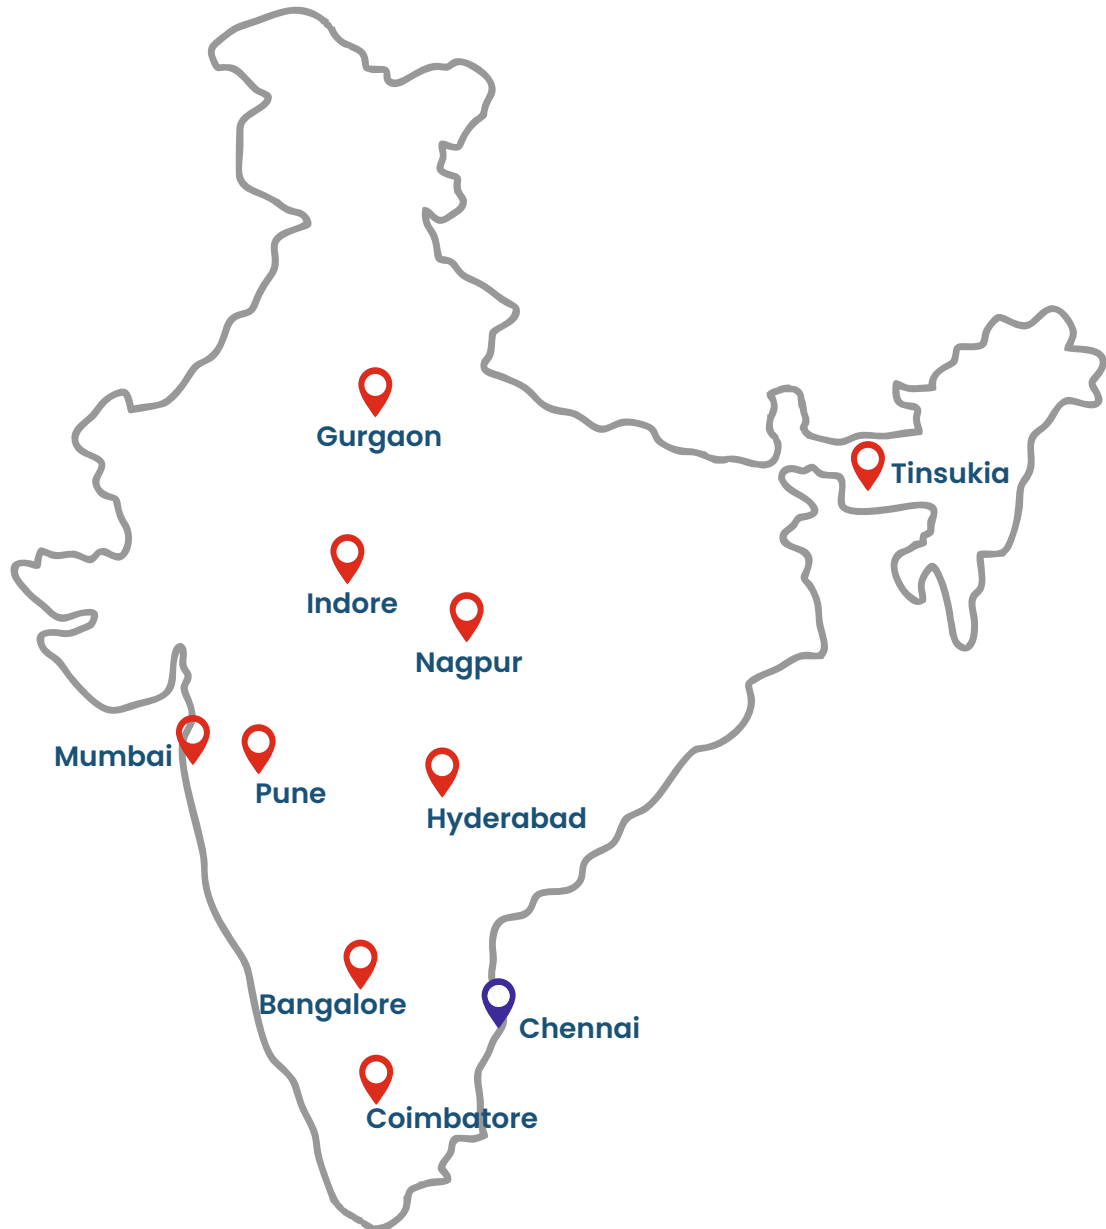 Gurgaon
Tinsukia
Indore
Nagpur
Mumbai
Pune
Hyderabad
Bangalore
Chennai
Coimbatore